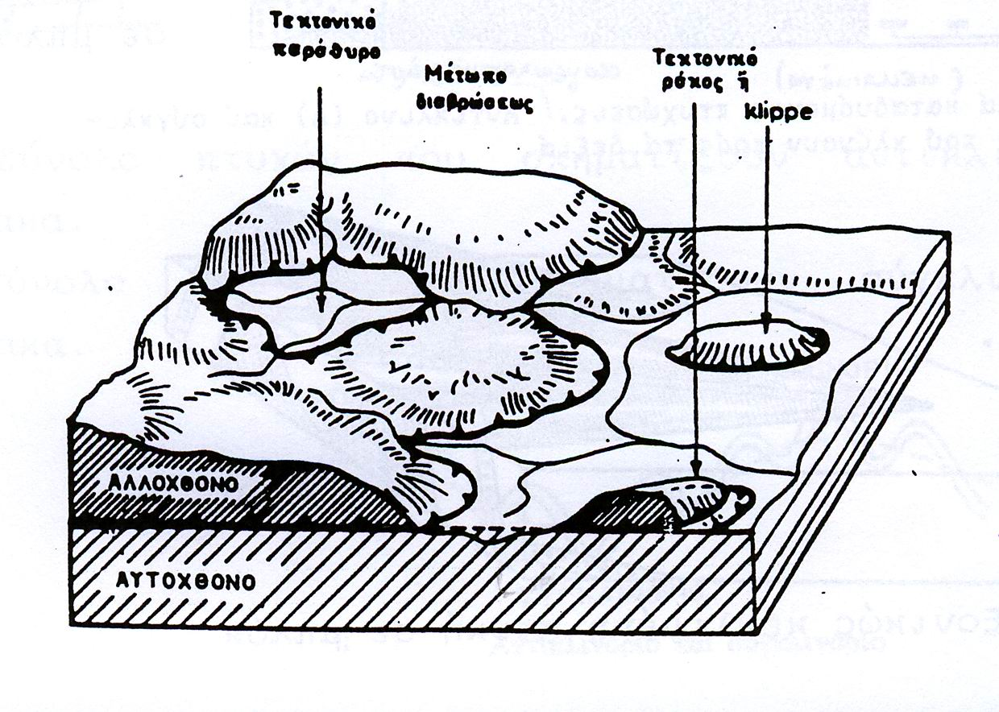 Τεκτονικό
παράθυρο
Μέτωπο
διαβρώσεως
Τεκτονικό
ράκος ἤ
klippe
ΑΛΛΟΧΘΟΝΟ
ΑΥΤΟΧΘΟΝΟ